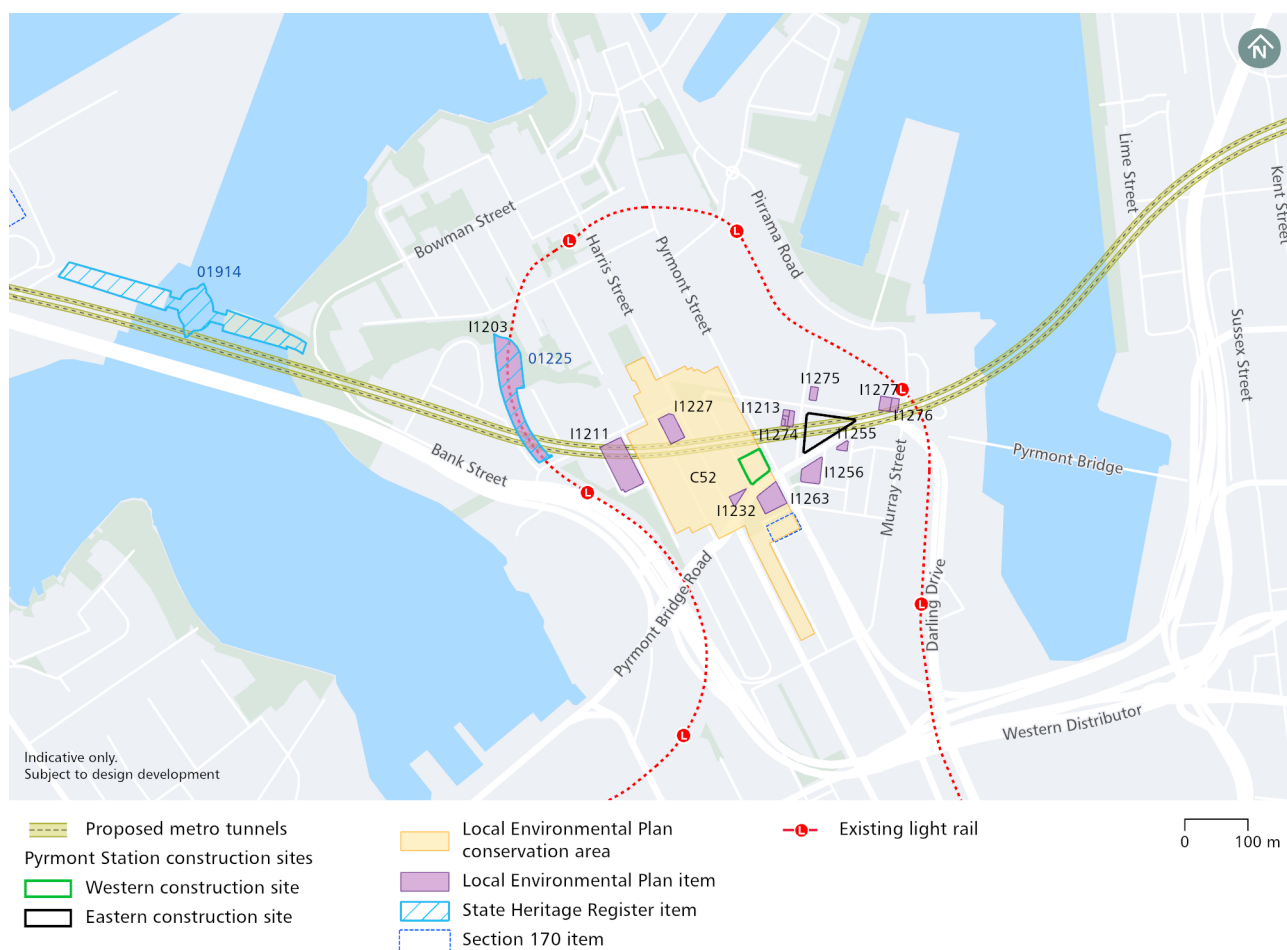 N
Lime Street
Kent Street
Pirrama Road
Bowman Street
Harris Street
Pyrmont Street
01914
Sussex Street
I1203
01225
I1275
I1277
L
L
L
I1227
I1213
I1276
I1211
I1274
I1255
Bank Street
L
Pyrmont Bridge
C52
I1256
Murray Street
I1263
I1232
Pyrmont Bridge Road
Darling Drive
L
Western Distributor
L
Indicative only.
Subject to design development
Proposed metro tunnels
Pyrmont Station construction sites
Western construction site
Eastern construction site
Local Environmental Plan
conservation area
Local Environmental Plan item
State Heritage Register item
Section 170 item
L
Existing light rail
0
100 m